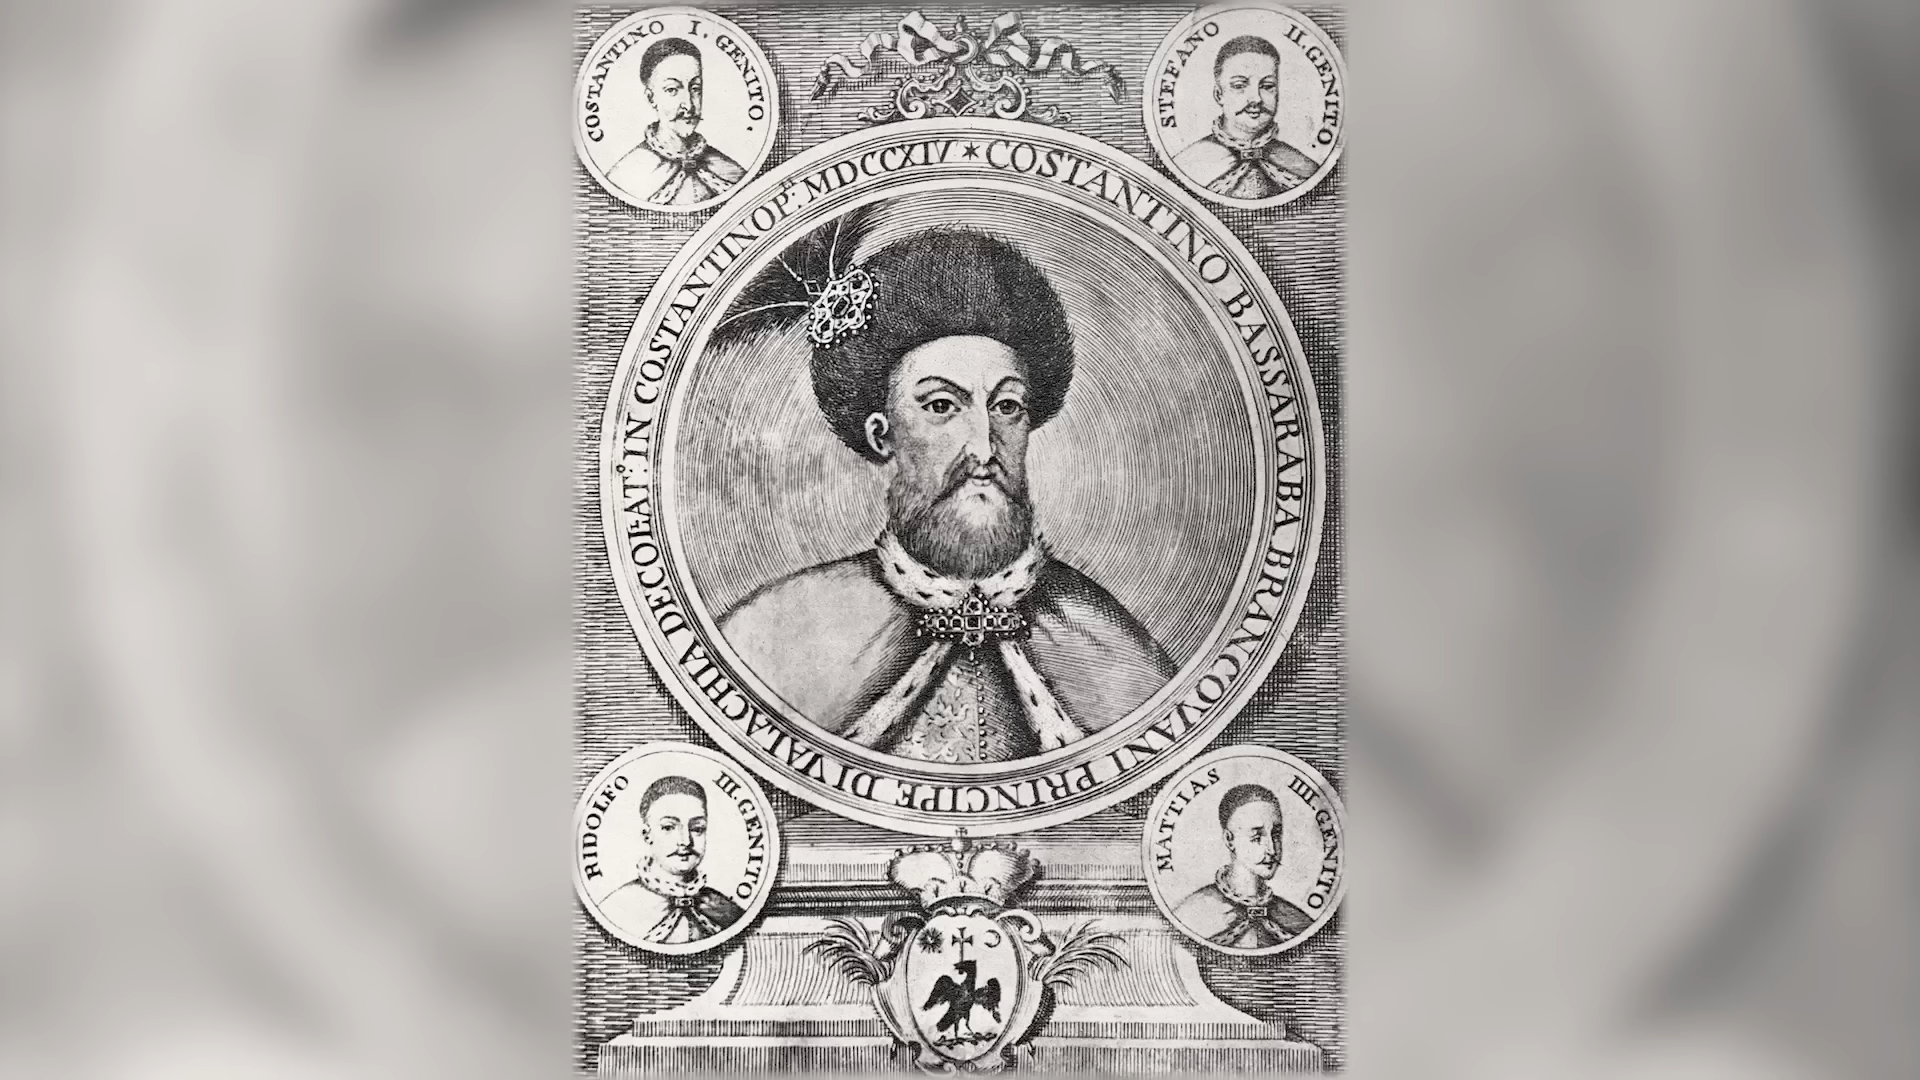 COSTANTINO I. GENITO.
STEFANO II. GENITO.
COSTANTINO BASSARABA BRANCOVANI PRINCIPE DI VALACHIA DECOLAT: IN COSTANTINOP: MDCCXIV *
RIDOLFO III. GENITO.
MATTIAS IIII. GENITO